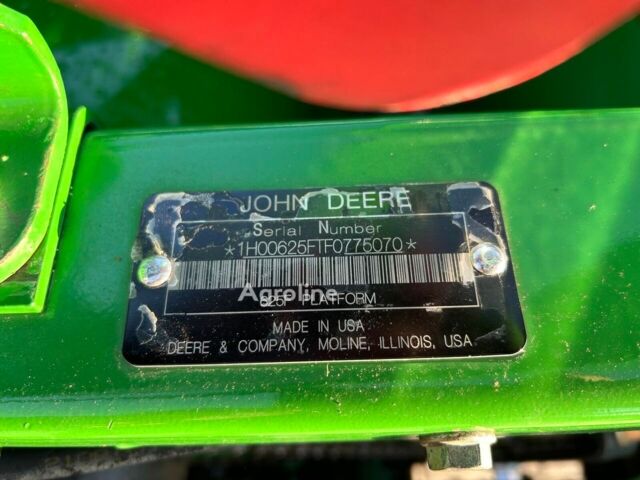 JOHN DEERE
Serial Number
*1H00625FTF0775070*
Agroline
625F PLATFORM
MADE IN USA
DEERE & COMPANY, MOLINE, ILLINOIS, USA